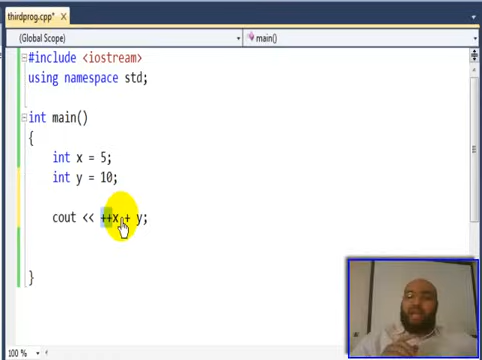 thirdprog.cpp*
(Global Scope)
main()
#include <iostream>
using namespace std;
int main()
{
int x = 5;
int y = 10;
cout << ++x + y;
}
100 %